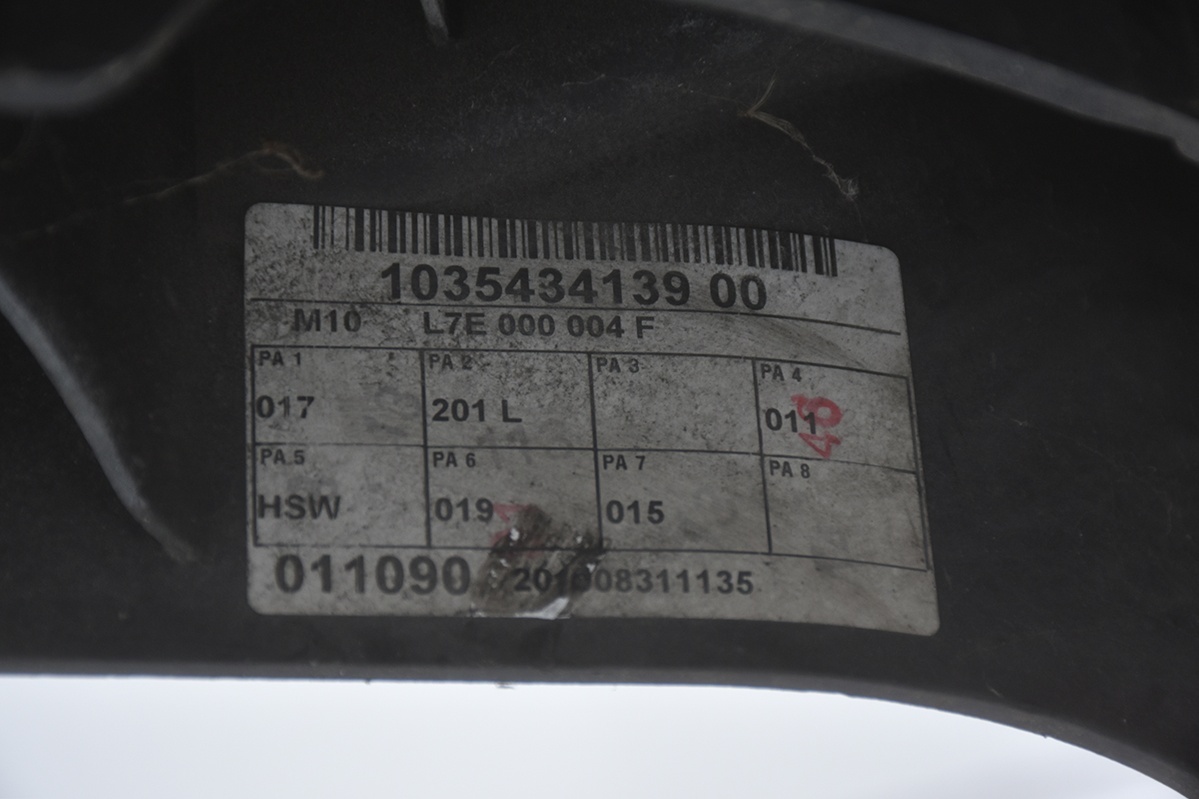 1035434139 00
M10 L7E 000 004 F
PA 1 PA 2 PA 3 PA 4
017 201 L 011
PA 5 PA 6 PA 7 PA 8
HSW 019 015
011090